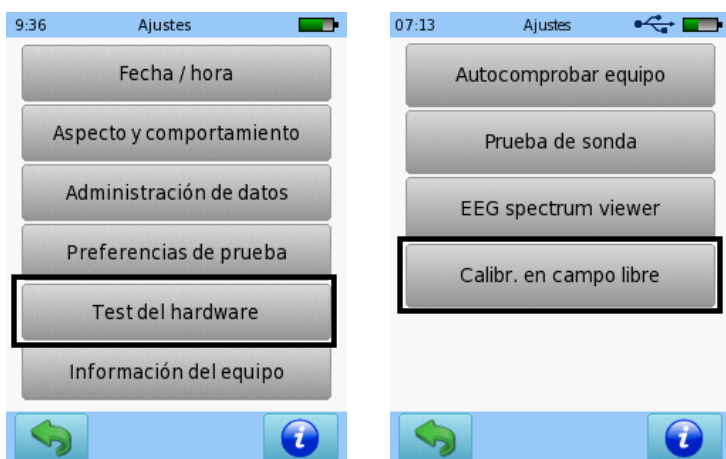 9:36 Ajustes
Fecha / hora
Aspecto y comportamiento
Administración de datos
Preferencias de prueba
Test del hardware
Información del equipo
i
07:13 Ajustes
Autocomprobar equipo
Prueba de sonda
EEG spectrum viewer
Calibr. en campo libre
i